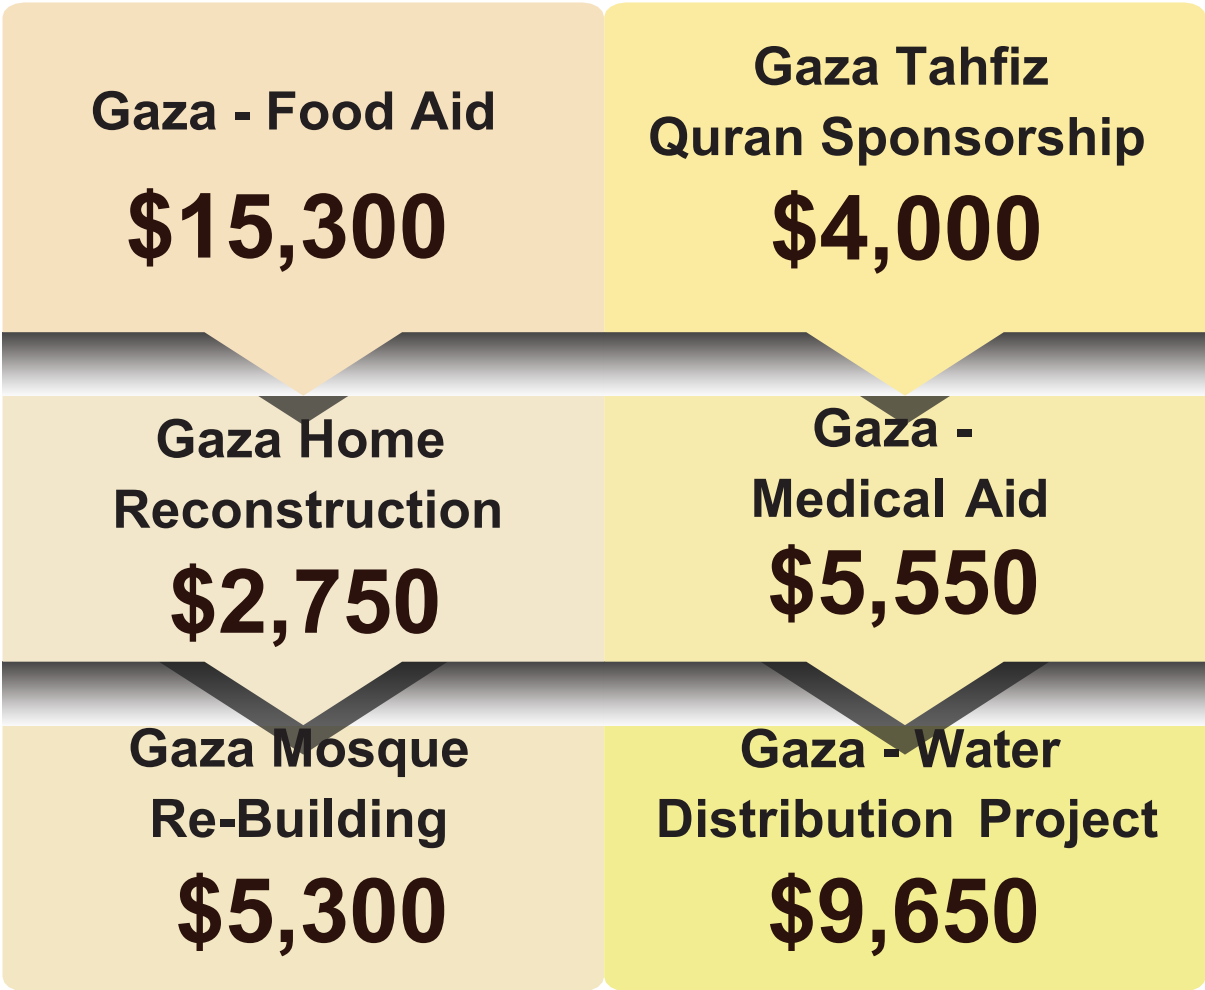 Gaza - Food Aid
$15,300
Gaza Tahfiz
Quran Sponsorship
$4,000
Gaza Home
Reconstruction
$2,750
Gaza -
Medical Aid
$5,550
Gaza Mosque
Re-Building
$5,300
Gaza - Water
Distribution Project
$9,650